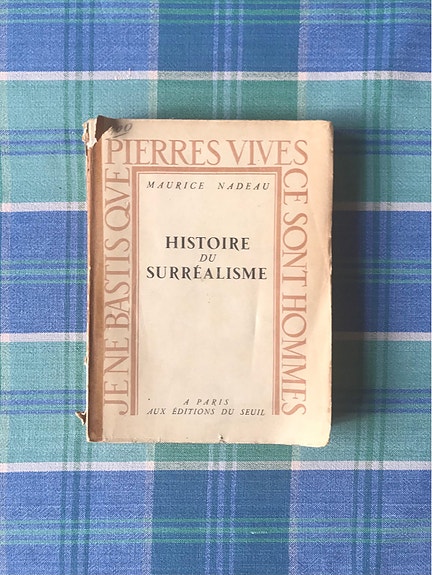 JE NE BASTIS QVE
PIERRES VIVES
CE SONT HOMMES
MAURICE NADEAU
HISTOIRE
DU
SURRÉALISME
A PARIS
AUX ÉDITIONS DU SEUIL